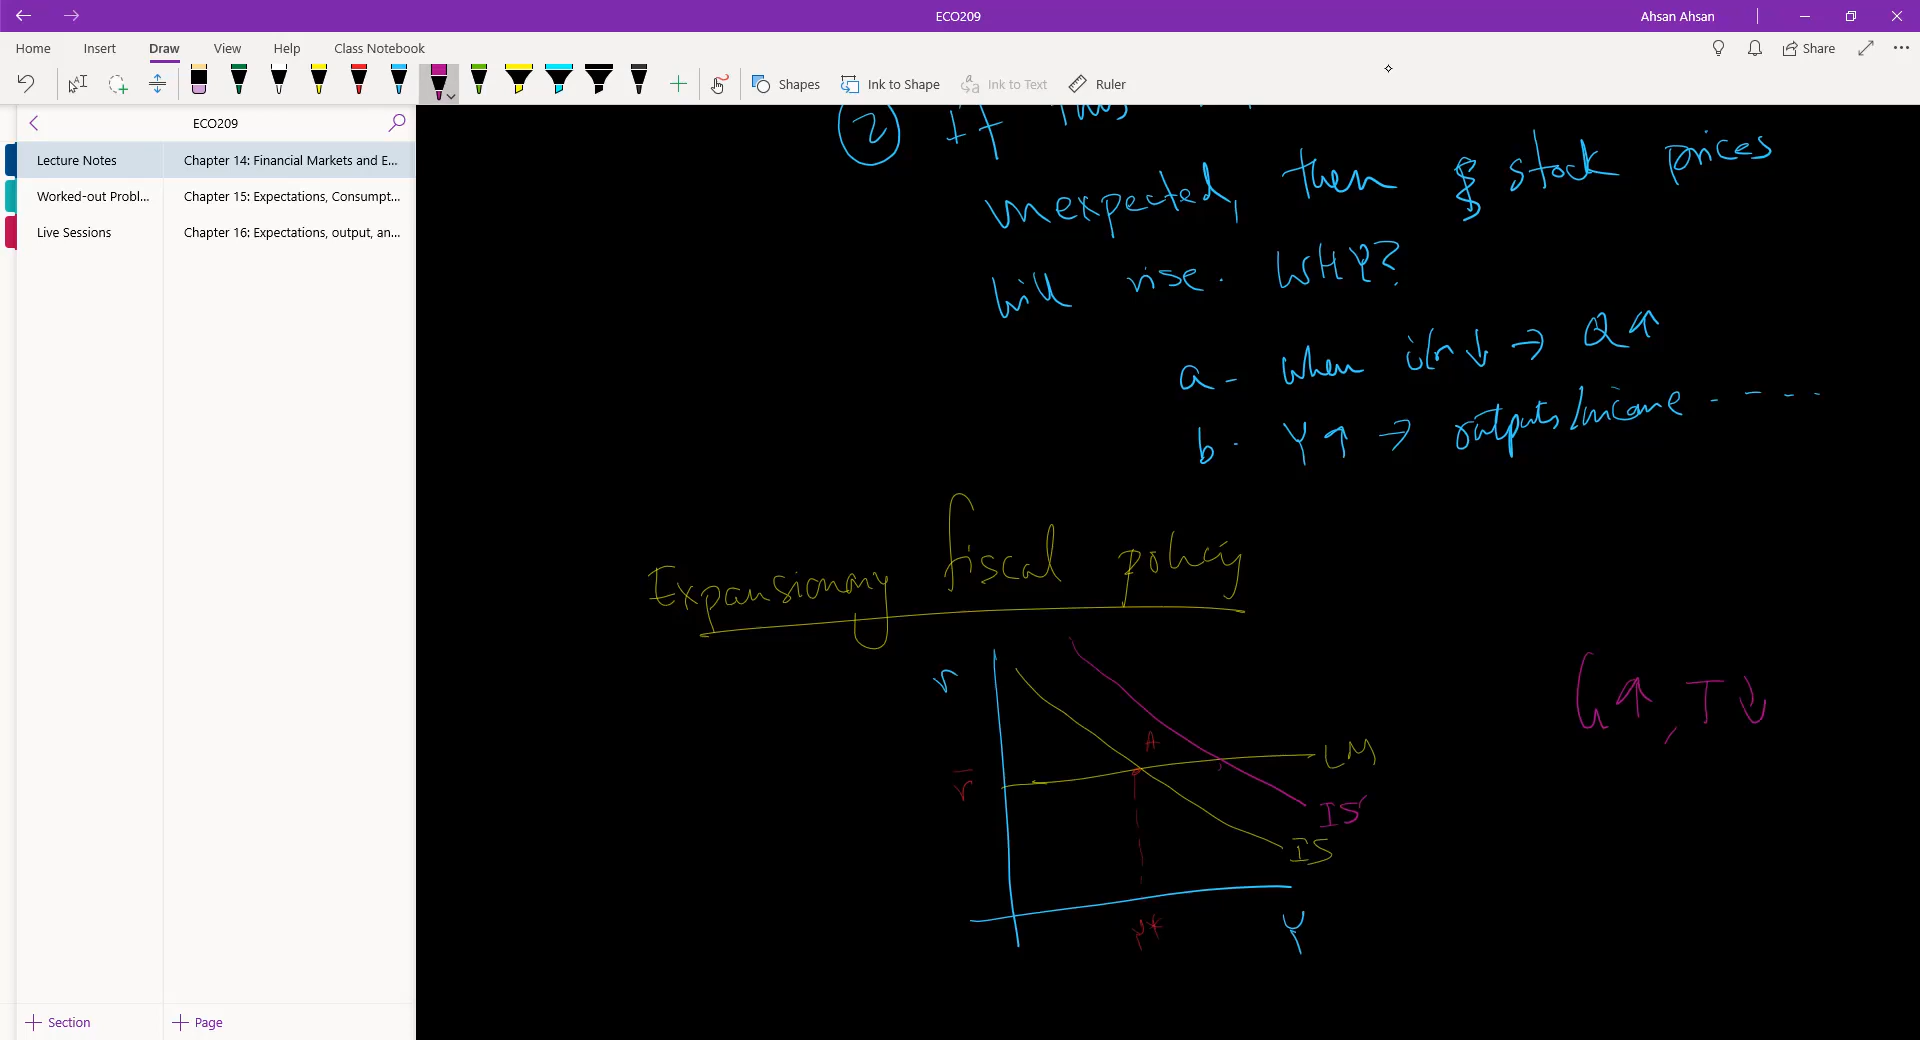 ECO209
Ahsan Ahsan
Home Insert Draw View Help Class Notebook
Share
Shapes Ink to Shape Ink to Text Ruler
ECO209
Lecture Notes
Worked-out Probl...
Live Sessions
Chapter 14: Financial Markets and E...
Chapter 15: Expectations, Consumpt...
Chapter 16: Expectations, output, an...
+ Section
+ Page
② If this
unexpected, then stock prices
will rise. WHY?
a - when i/r ↓ → Q ↑
b. Y ↑ → outputs/income - - - -
Expansionary fiscal policy
r
G ↑, T ↓
A
LM
r̄
IS'
IS
Y*
Y